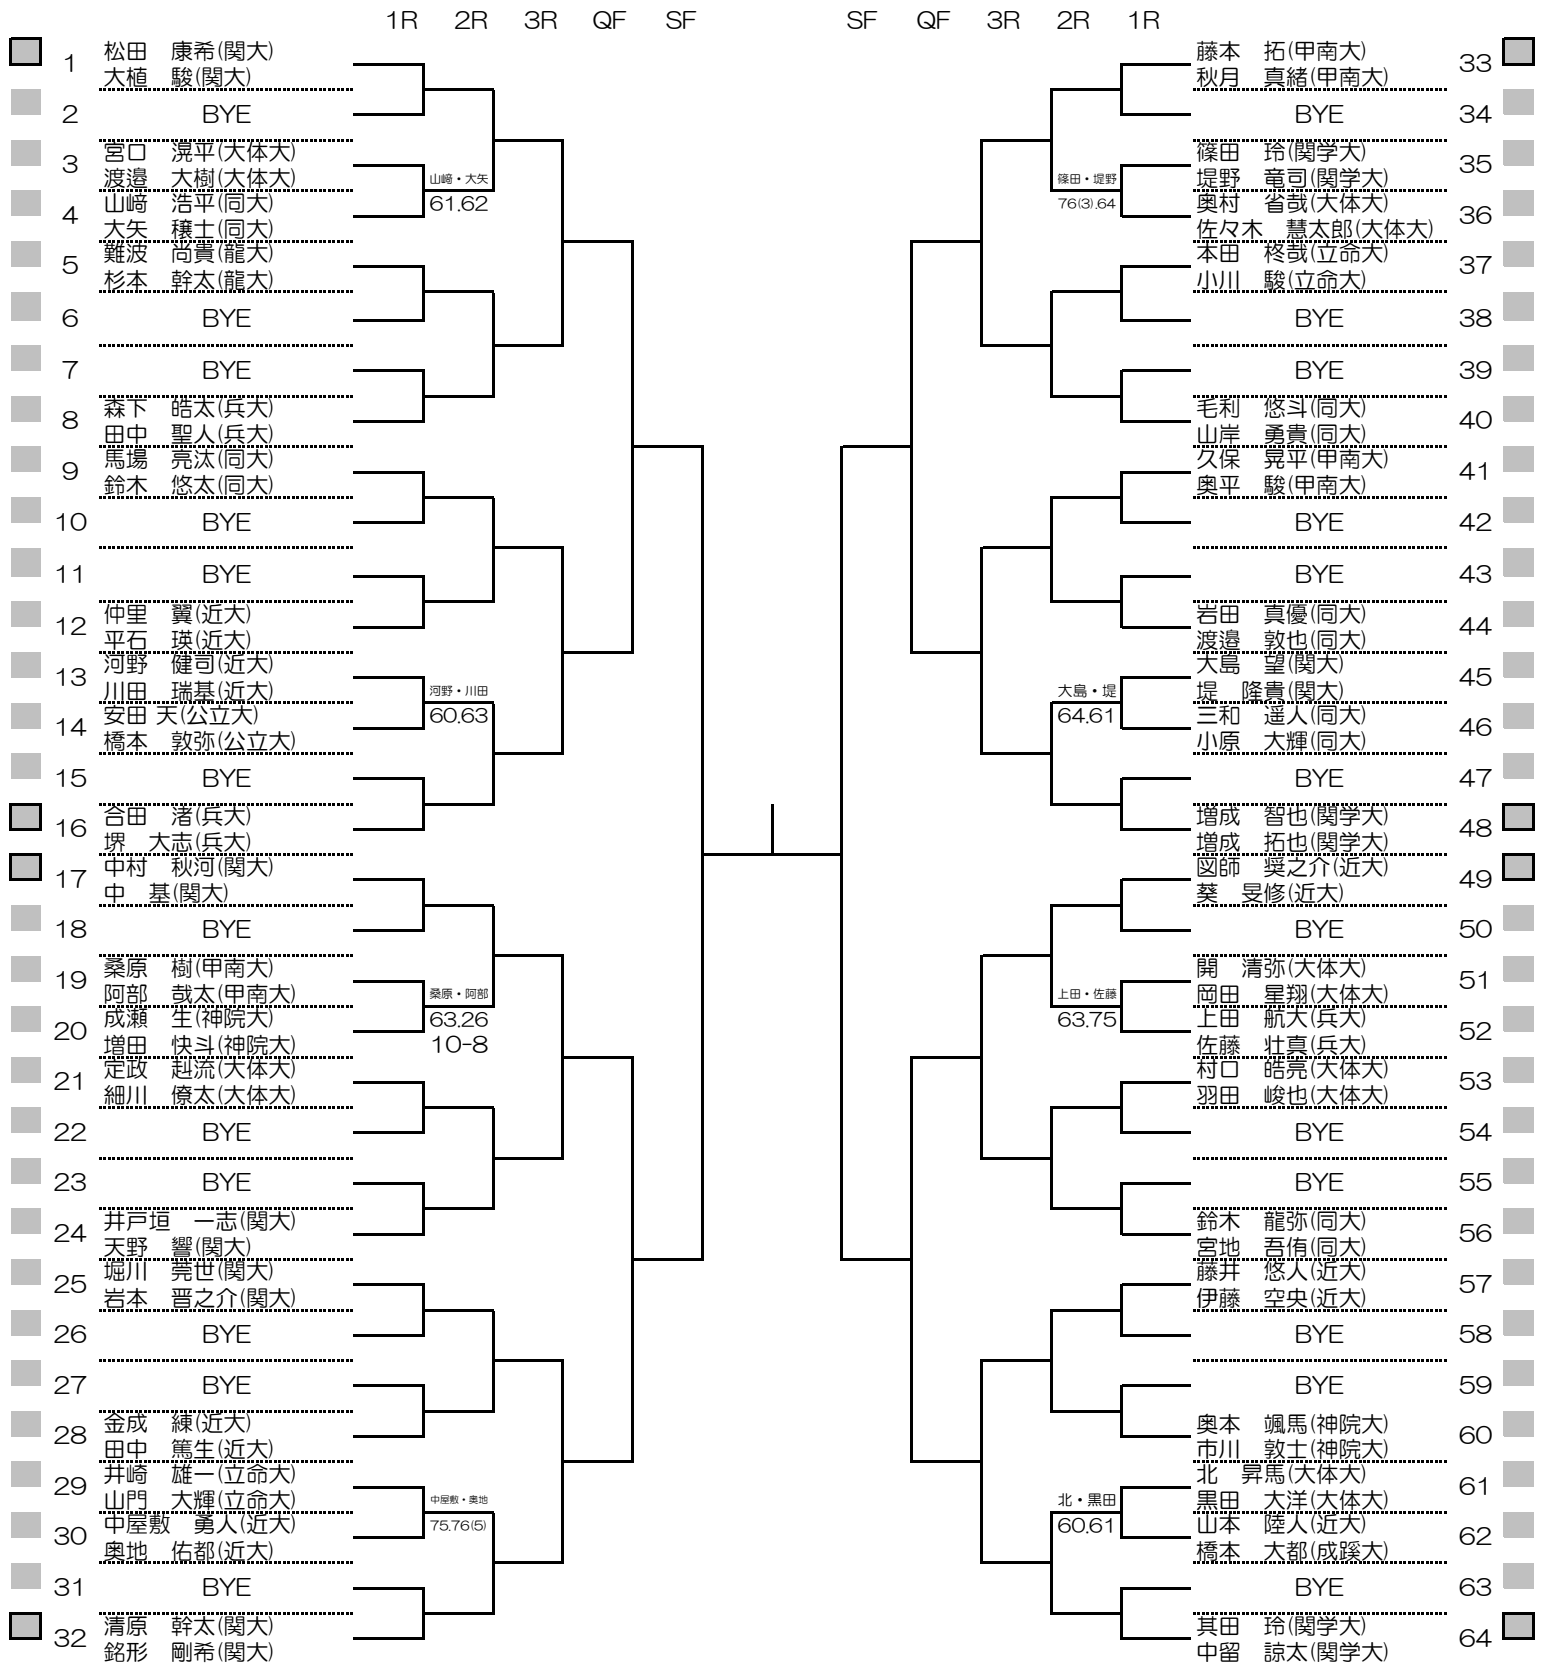 1R 2R 3R QF SF SF QF 3R 2R 1R
1 松田 康希(関大)
大植 駿(関大)
2 BYE
3 宮口 滉平(大体大)
渡邉 大樹(大体大)
山﨑・大矢
61.62
4 山﨑 浩平(同大)
大矢 穣士(同大)
5 難波 尚貴(龍大)
杉本 幹太(龍大)
6 BYE
7 BYE
8 森下 皓太(兵大)
田中 聖人(兵大)
9 馬場 亮汰(同大)
鈴木 悠太(同大)
10 BYE
11 BYE
12 仲里 翼(近大)
平石 瑛(近大)
13 河野 健司(近大)
川田 瑞基(近大)
河野・川田
60.63
14 安田 天(公立大)
橋本 敦弥(公立大)
15 BYE
16 合田 渚(兵大)
堺 大志(兵大)
17 中村 秋河(関大)
中 基(関大)
18 BYE
19 桑原 樹(甲南大)
阿部 哉太(甲南大)
桑原・阿部
63.26
10-8
20 成瀬 生(神院大)
増田 快斗(神院大)
21 定政 赳流(大体大)
細川 僚太(大体大)
22 BYE
23 BYE
24 井戸垣 一志(関大)
天野 響(関大)
25 堀川 莞世(関大)
岩本 晋之介(関大)
26 BYE
27 BYE
28 金成 練(近大)
田中 篤生(近大)
29 井崎 雄一(立命大)
山門 大輝(立命大)
中屋敷・奥地
75.76(5)
30 中屋敷 勇人(近大)
奥地 佑都(近大)
31 BYE
32 清原 幹太(関大)
銘形 剛希(関大)
藤本 拓(甲南大) 33
秋月 真緒(甲南大)
BYE 34
篠田 玲(関学大) 35
堤野 竜司(関学大)
篠田・堤野
76(3).64
奥村 省哉(大体大) 36
佐々木 慧太郎(大体大)
本田 柊哉(立命大) 37
小川 駿(立命大)
BYE 38
BYE 39
毛利 悠斗(同大) 40
山岸 勇貴(同大)
久保 晃平(甲南大) 41
奥平 駿(甲南大)
BYE 42
BYE 43
岩田 真優(同大) 44
渡邉 敦也(同大)
大島 望(関大) 45
堤 隆貴(関大)
大島・堤
64.61
三和 遥人(同大) 46
小原 大輝(同大)
BYE 47
増成 智也(関学大) 48
増成 拓也(関学大)
図師 奨之介(近大) 49
葵 旻修(近大)
BYE 50
開 清弥(大体大) 51
岡田 星翔(大体大)
上田・佐藤
63.75
上田 航大(兵大) 52
佐藤 壮真(兵大)
村口 皓亮(大体大) 53
羽田 峻也(大体大)
BYE 54
BYE 55
鈴木 龍弥(同大) 56
宮地 吾侑(同大)
藤井 悠人(近大) 57
伊藤 空央(近大)
BYE 58
BYE 59
奥本 颯馬(神院大) 60
市川 敦士(神院大)
北 昇馬(大体大) 61
黒田 大洋(大体大)
北・黒田
60.61
山本 陸人(近大) 62
橋本 大都(成蹊大)
BYE 63
其田 玲(関学大) 64
中留 諒太(関学大)